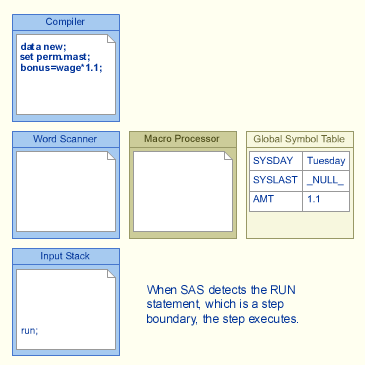 Compiler
data new;
set perm.mast;
bonus=wage*1.1;
Word Scanner
Macro Processor
Global Symbol Table
SYSDAY Tuesday
SYSLAST _NULL_
AMT 1.1
Input Stack
run;
When SAS detects the RUN
statement, which is a step
boundary, the step executes.